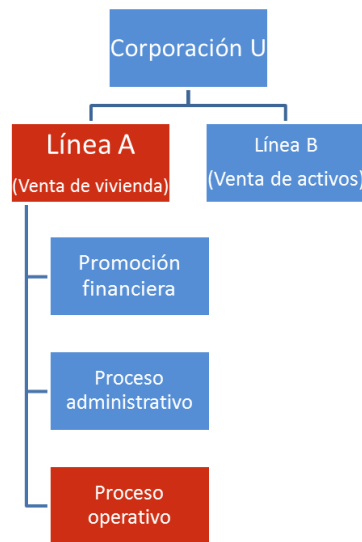 Corporación U
Línea A
(Venta de vivienda)
Línea B
(Venta de activos)
Promoción
financiera
Proceso
administrativo
Proceso
operativo